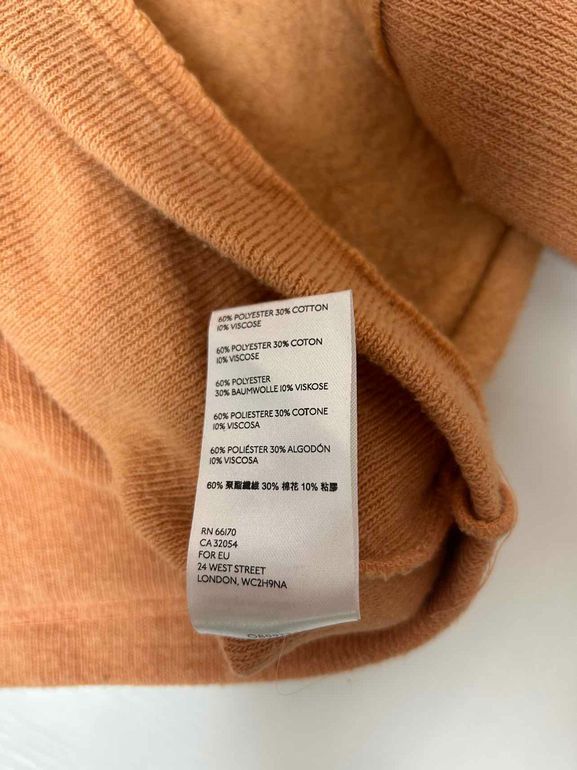 60% POLYESTER 30% COTTON
10% VISCOSE
60% POLYESTER 30% COTON
10% VISCOSE
60% POLYESTER
30% BAUMWOLLE 10% VISKOSE
60% POLIESTERE 30% COTONE
10% VISCOSA
60% POLIÉSTER 30% ALGODÓN
10% VISCOSA
60% 聚酯纖維 30% 棉花 10% 粘膠
RN 66170
CA 32054
FOR EU
24 WEST STREET
LONDON, WC2H9NA